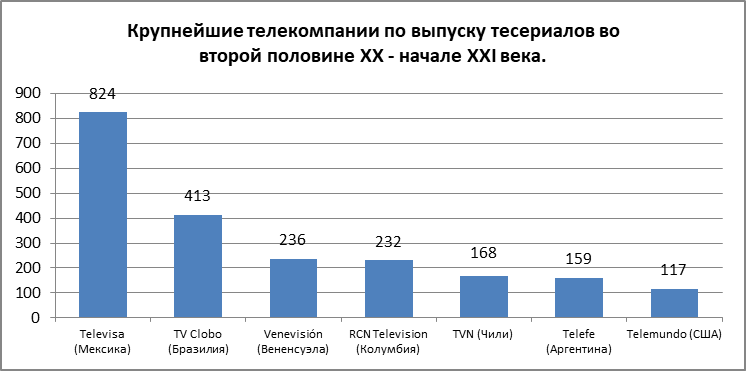 Крупнейшие телекомпании по выпуску тесериалов во
второй половине XX - начале XXI века.
900
800
700
600
500
400
300
200
100
0
824
413
236
232
168
159
117
Televisa
(Мексика)
TV Clobo
(Бразилия)
Venevisión
(Вененсуэла)
RCN Television
(Колумбия)
TVN (Чили)
Telefe
(Аргентина)
Telemundo (США)